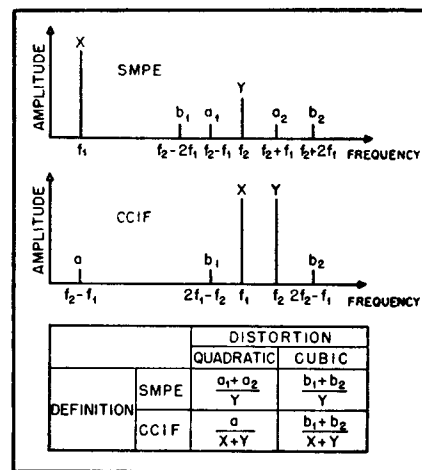 X
SMPE
Y
b₁ a₁ a₂ b₂
AMPLITUDE
f₁ f₂-2f₁ f₂-f₁ f₂ f₂+f₁ f₂+2f₁ FREQUENCY
X Y
CCIF
a b₁ b₂
AMPLITUDE
f₂-f₁ 2f₁-f₂ f₁ f₂ 2f₂-f₁ FREQUENCY
DISTORTION
QUADRATIC CUBIC
DEFINITION SMPE a₁+a₂/Y b₁+b₂/Y
CCIF a/X+Y b₁+b₂/X+Y